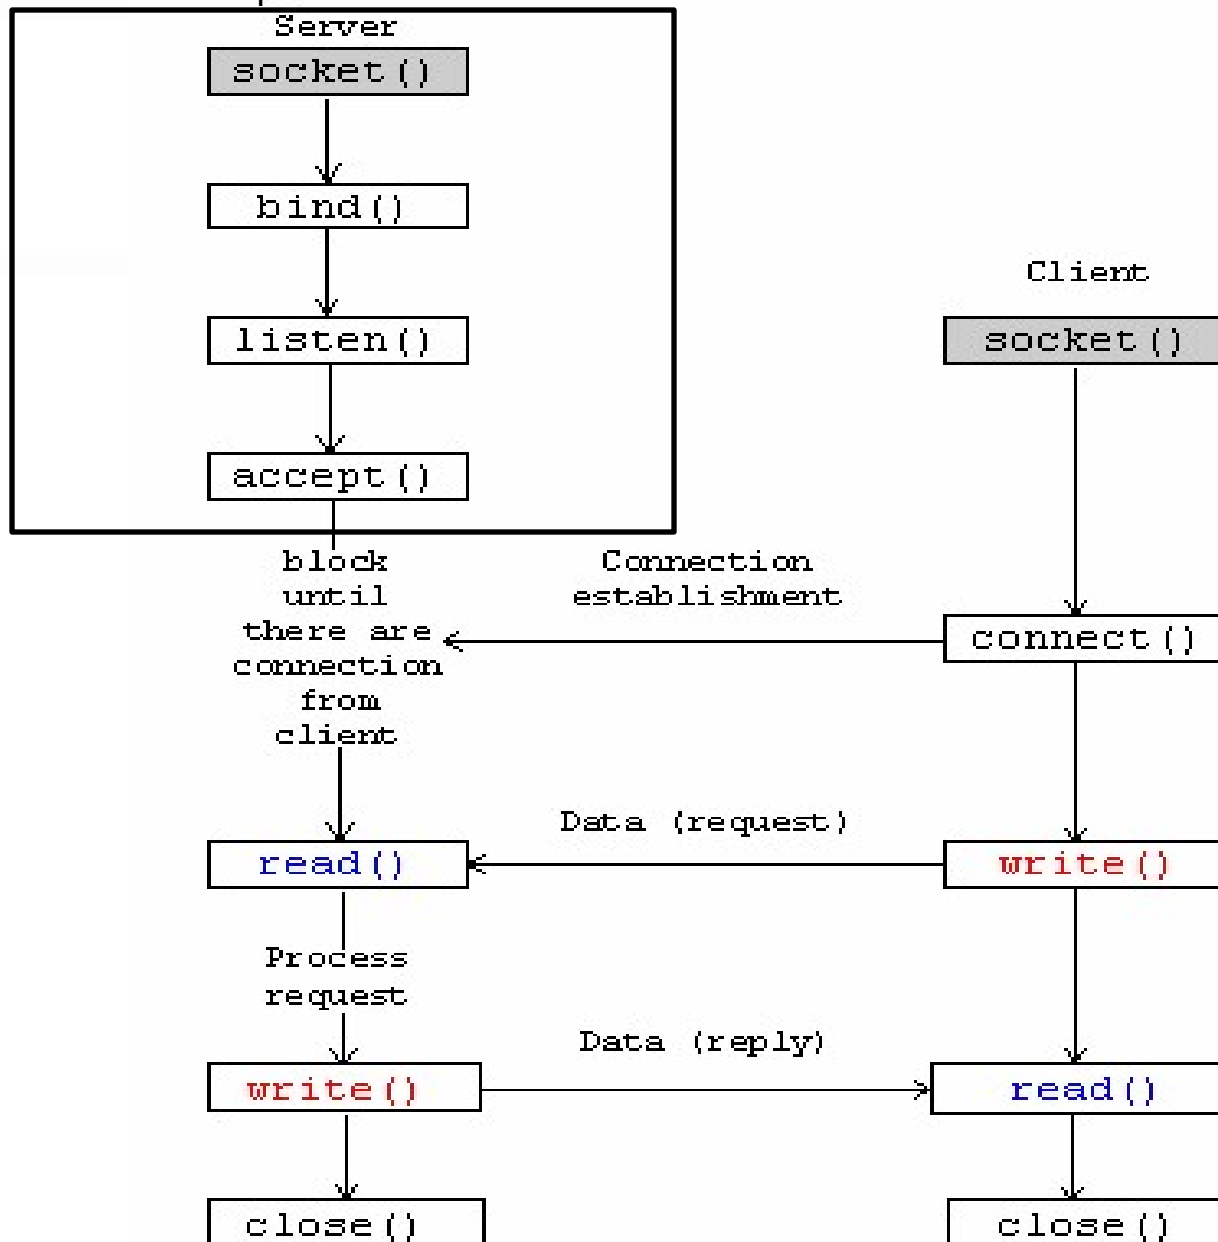 Server
socket()
bind()
listen()
accept()
Client
socket()
block
until
there are
connection
from
client
Connection
establishment
connect()
Data (request)
read()
write()
Process
request
Data (reply)
write()
read()
close()
close()